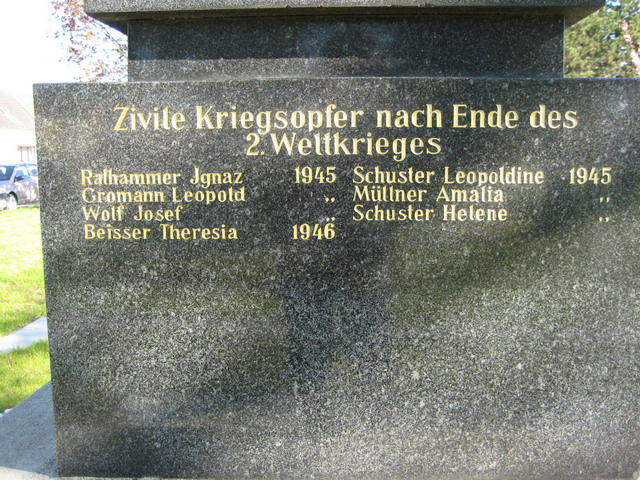 Zivile Kriegsopfer nach Ende des
2. Weltkrieges
Rathammer Jgnaz 1945 Schuster Leopoldine 1945
Gromann Leopold „ Müllner Amalia „
Wolf Josef „ Schuster Helene „
Beisser Theresia 1946